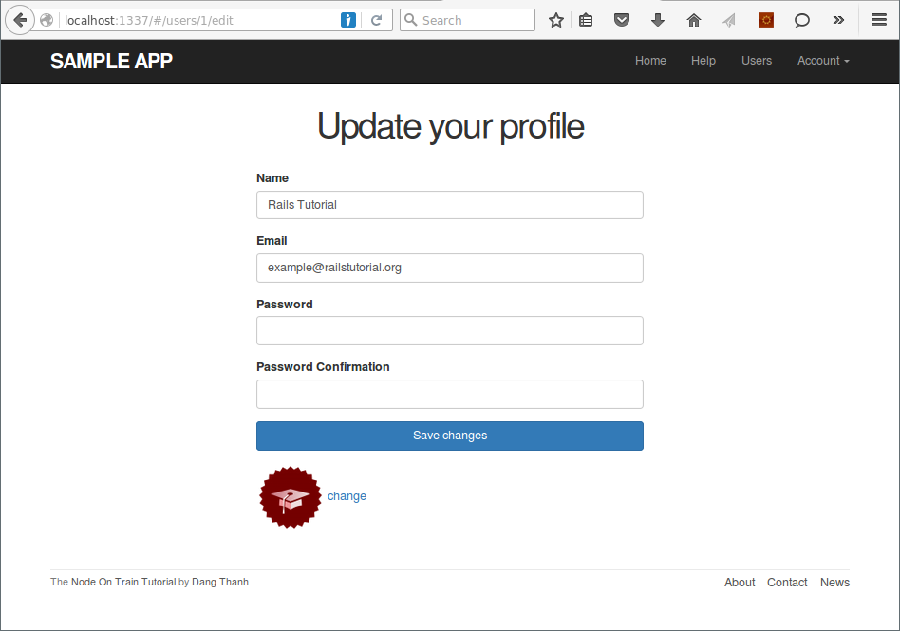 localhost:1337/#/users/1/edit
Search
SAMPLE APP
Home Help Users Account
Update your profile
Name
Rails Tutorial
Email
example@railstutorial.org
Password
Password Confirmation
Save changes
change
The Node On Train Tutorial by Dang Thanh
About Contact News